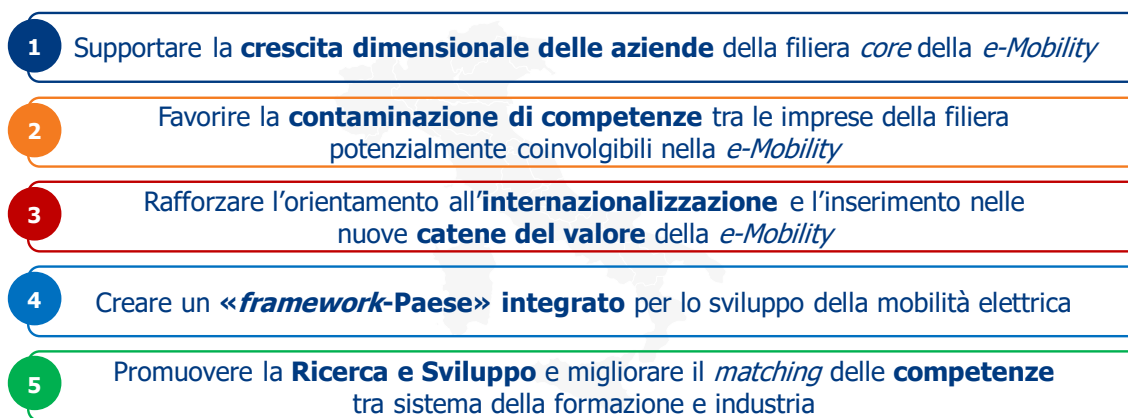 1 Supportare la crescita dimensionale delle aziende della filiera core della e-Mobility
2 Favorire la contaminazione di competenze tra le imprese della filiera
potenzialmente coinvolgibili nella e-Mobility
3 Rafforzare l'orientamento all'internazionalizzazione e l'inserimento nelle
nuove catene del valore della e-Mobility
4 Creare un «framework-Paese» integrato per lo sviluppo della mobilità elettrica
5 Promuovere la Ricerca e Sviluppo e migliorare il matching delle competenze
tra sistema della formazione e industria